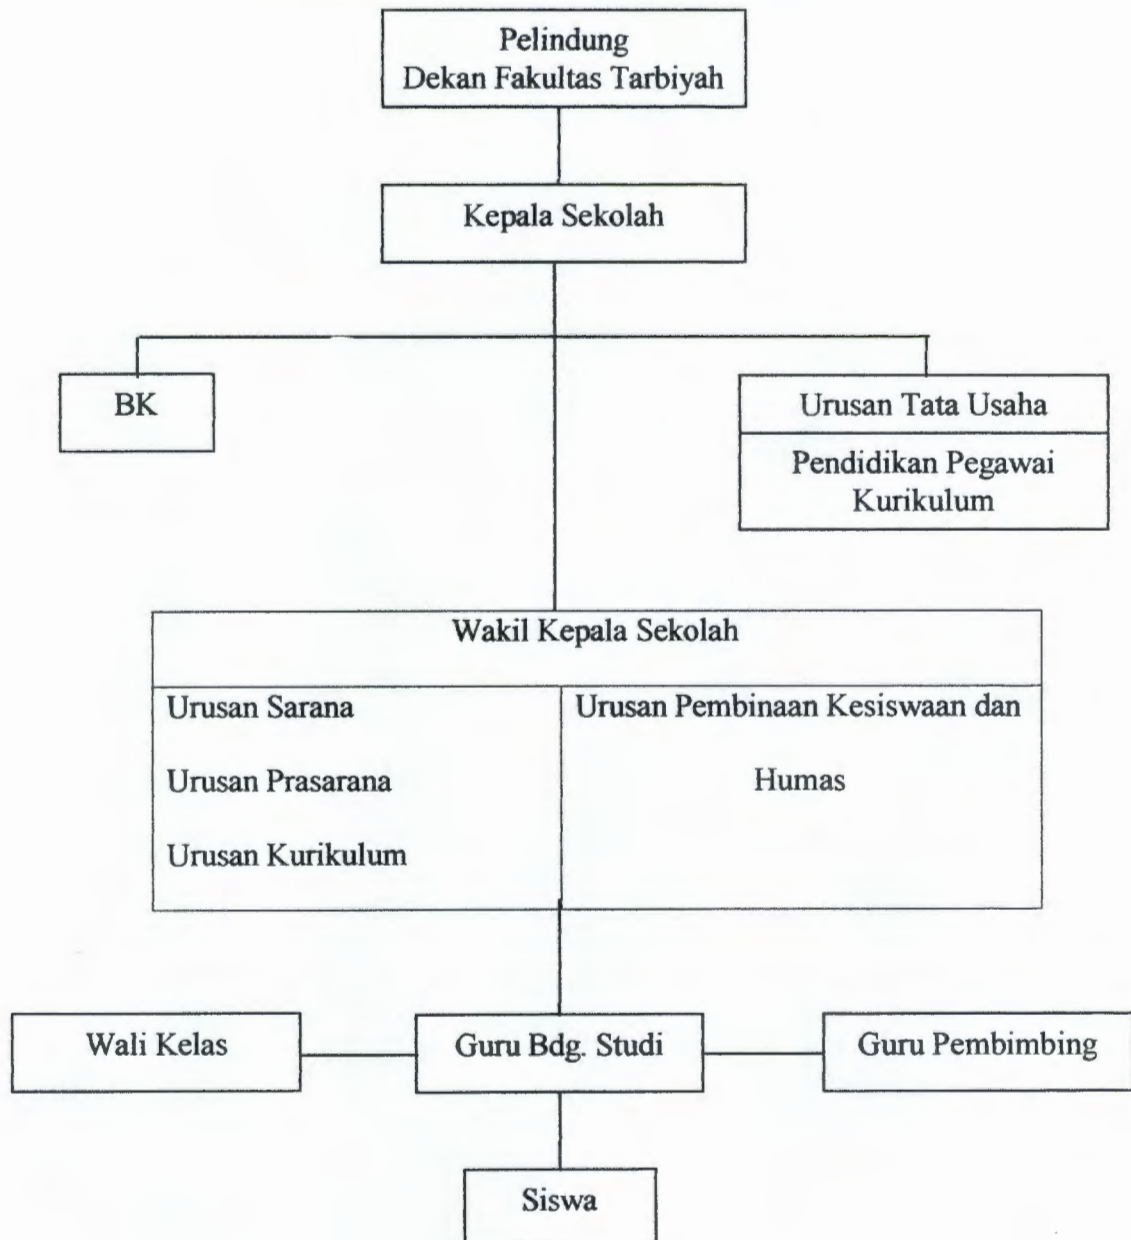 Pelindung
Dekan Fakultas Tarbiyah
Kepala Sekolah
BK
Urusan Tata Usaha
Pendidikan Pegawai
Kurikulum
Wakil Kepala Sekolah
Urusan Sarana
Urusan Prasarana
Urusan Kurikulum
Urusan Pembinaan Kesiswaan dan
Humas
Wali Kelas
Guru Bdg. Studi
Guru Pembimbing
Siswa